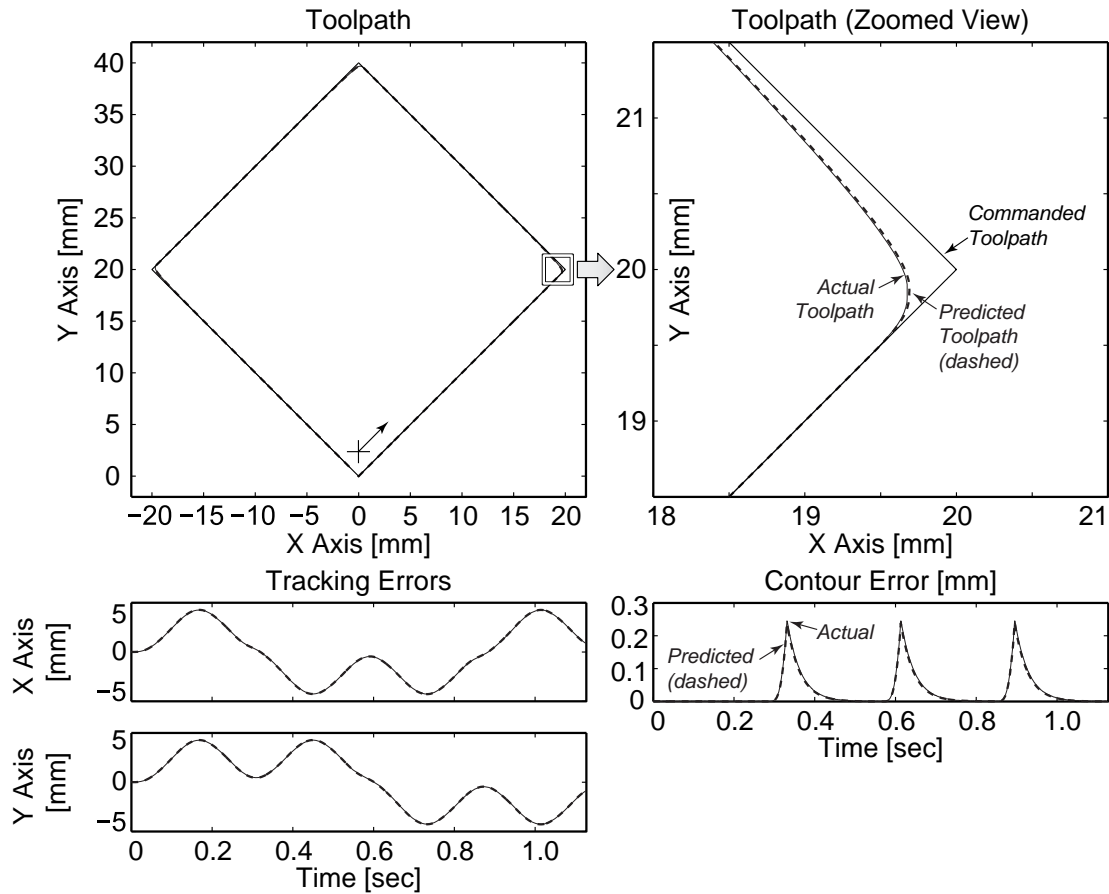 Toolpath
40
35
30
25
20
15
10
5
0
Y Axis [mm]
−20 −15 −10 −5 0 5 10 15 20
X Axis [mm]
Toolpath (Zoomed View)
21
20
19
Y Axis [mm]
Commanded
Toolpath
Actual
Toolpath
Predicted
Toolpath
(dashed)
18 19 20 21
X Axis [mm]
Tracking Errors
X Axis
[mm]
5
0
−5
Y Axis
[mm]
5
0
−5
0 0.2 0.4 0.6 0.8 1.0
Time [sec]
Contour Error [mm]
0.3
0.2
0.1
0
Actual
Predicted
(dashed)
0 0.2 0.4 0.6 0.8 1.0
Time [sec]